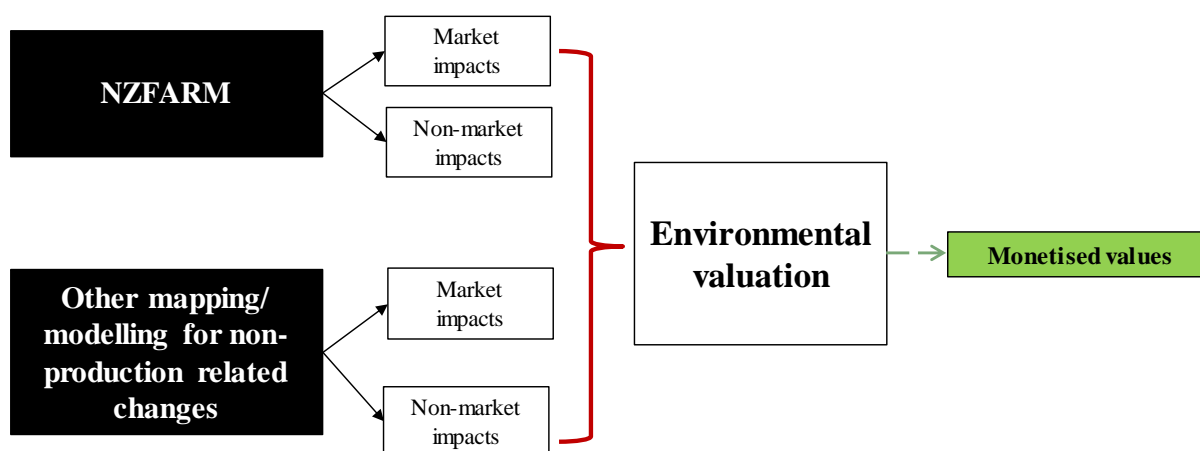 NZFARM
Market
impacts
Non-market
impacts
Other mapping/
modelling for non-
production related
changes
Market
impacts
Non-market
impacts
Environmental
valuation
Monetised values